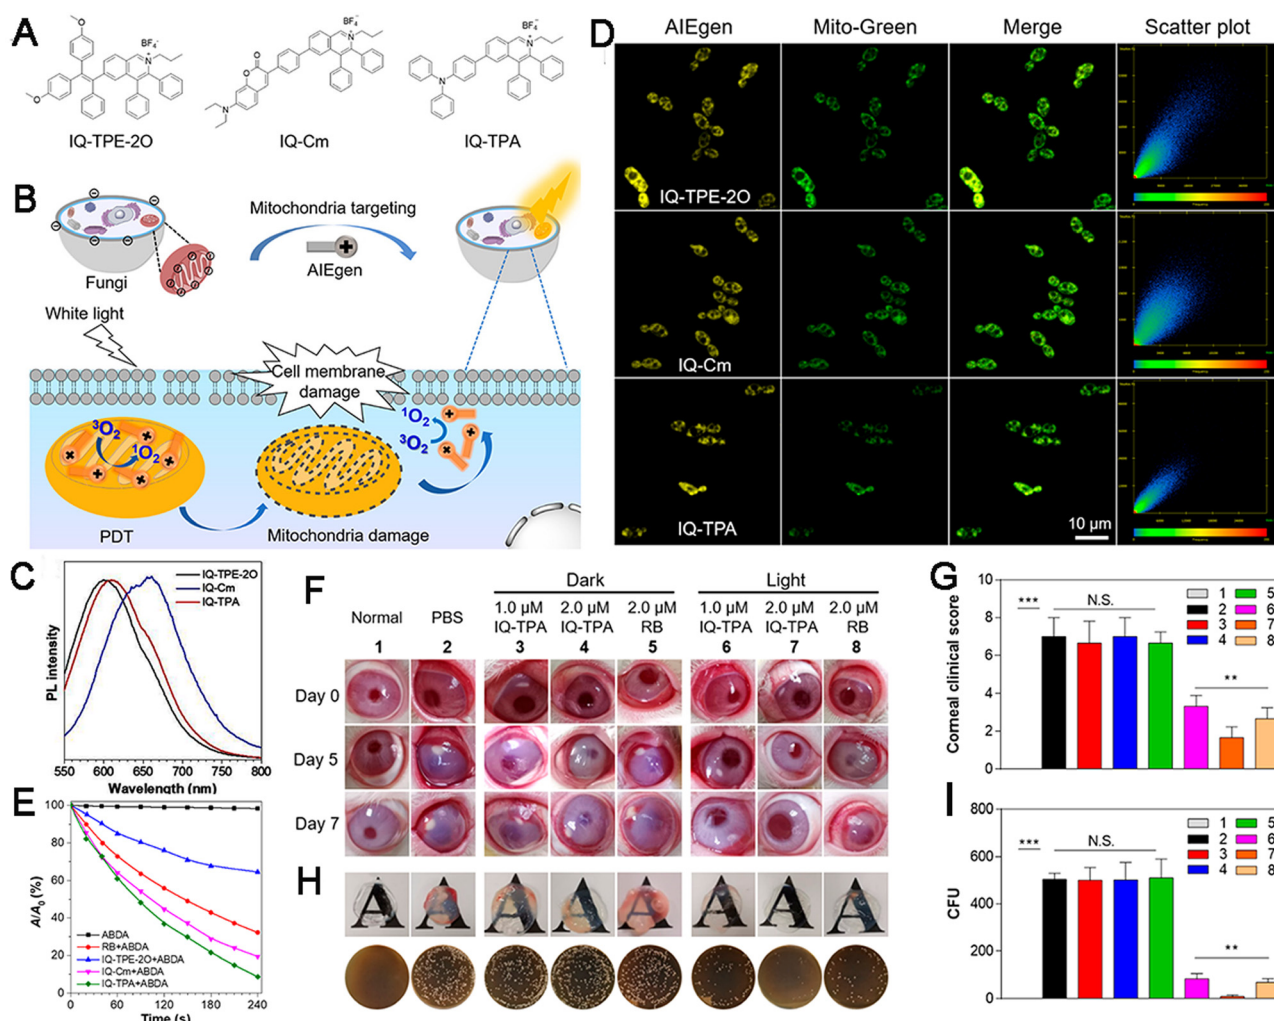 A
BF₄⁻
IQ-TPE-2O
BF₄⁻
IQ-Cm
BF₄⁻
IQ-TPA
B
Mitochondria targeting
AIEgen
Fungi
White light
Cell membrane
damage
³O₂
¹O₂
¹O₂
³O₂
PDT
Mitochondria damage
C
IQ-TPE-2O
IQ-Cm
IQ-TPA
PL intensity
550 600 650 700 750 800
Wavelength (nm)
D
AIEgen Mito-Green Merge Scatter plot
IQ-TPE-2O
IQ-Cm
IQ-TPA
10 µm
E
100
80
60
40
20
0
A/A₀ (%)
ABDA
RB+ABDA
IQ-TPE-2O+ABDA
IQ-Cm+ABDA
IQ-TPA+ABDA
0 60 120 180 240
Time (s)
F
Dark Light
Normal PBS 1.0 µM IQ-TPA 2.0 µM IQ-TPA 2.0 µM RB 1.0 µM IQ-TPA 2.0 µM IQ-TPA 2.0 µM RB
1 2 3 4 5 6 7 8
Day 0
Day 5
Day 7
G
Corneal clinical score
10
8
6
4
2
0
*** N.S. **
1 5
2 6
3 7
4 8
H
A A A A A A A A
I
CFU
800
600
400
200
0
*** N.S. **
1 5
2 6
3 7
4 8